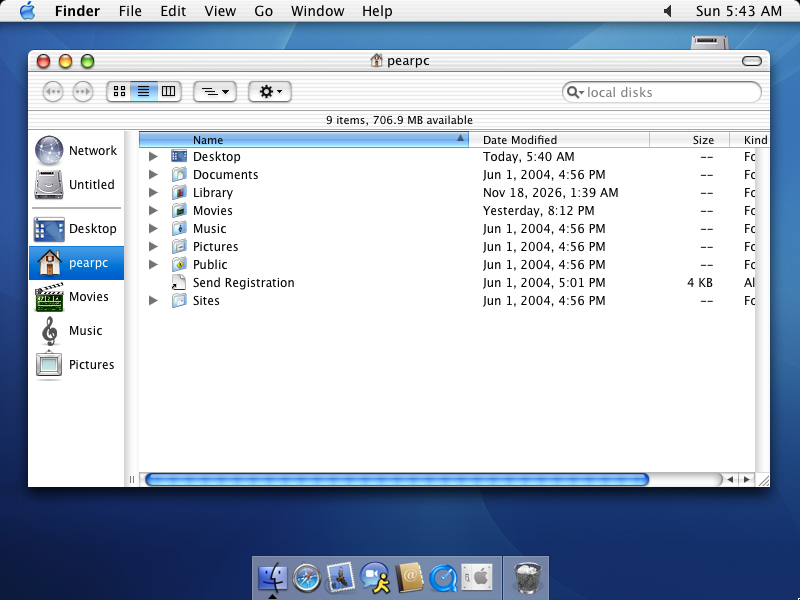 Finder File Edit View Go Window Help Sun 5:43 AM
pearpc
local disks
9 items, 706.9 MB available
Name Date Modified Size Kind
Network
Untitled
Desktop
pearpc
Movies
Music
Pictures
Desktop Today, 5:40 AM -- Fo
Documents Jun 1, 2004, 4:56 PM -- Fo
Library Nov 18, 2026, 1:39 AM -- Fo
Movies Yesterday, 8:12 PM -- Fo
Music Jun 1, 2004, 4:56 PM -- Fo
Pictures Jun 1, 2004, 4:56 PM -- Fo
Public Jun 1, 2004, 4:56 PM -- Fo
Send Registration Jun 1, 2004, 5:01 PM 4 KB Al
Sites Jun 1, 2004, 4:56 PM -- Fo